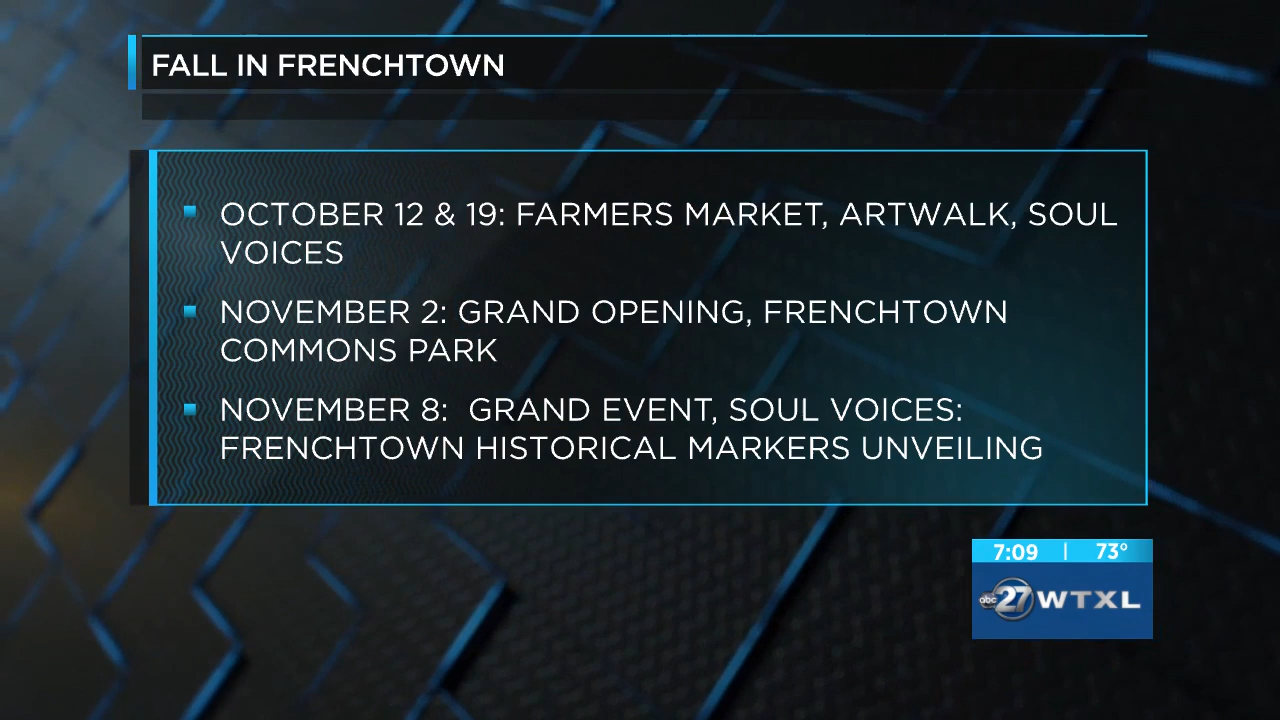 FALL IN FRENCHTOWN
OCTOBER 12 & 19: FARMERS MARKET, ARTWALK, SOUL
VOICES
NOVEMBER 2: GRAND OPENING, FRENCHTOWN
COMMONS PARK
NOVEMBER 8:  GRAND EVENT, SOUL VOICES:
FRENCHTOWN HISTORICAL MARKERS UNVEILING
7:09 | 73°
abc 27 WTXL